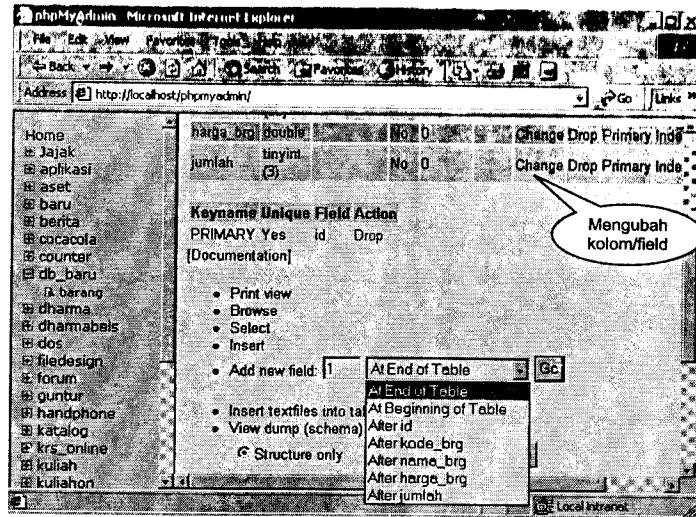 phpMyAdmin - Microsoft Internet Explorer
File Edit View Favorites Tools
Back Search Favorites History
Address http://localhost/phpmyadmin/ Go Links
harga_brg double No 0 Change Drop Primary Inde
jumlah tinyint (3) No 0 Change Drop Primary Inde
Mengubah
kolom/field
Keyname Unique Field Action
PRIMARY Yes id Drop
[Documentation]
Print view
Browse
Select
Insert
Add new field: 1 At End of Table Go
At End of Table
At Beginning of Table
After id
After kode_brg
After nama_brg
After harga_brg
After jumlah
Insert textfiles into tab
View dump (schema)
Structure only
Home
Jajak
aplikasi
aset
baru
berita
cocacola
counter
db_baru
barang
dharma
dharmabels
dos
filedesign
forum
guntur
handphone
katalog
krs_online
kuliah
kuliahon
Local intranet